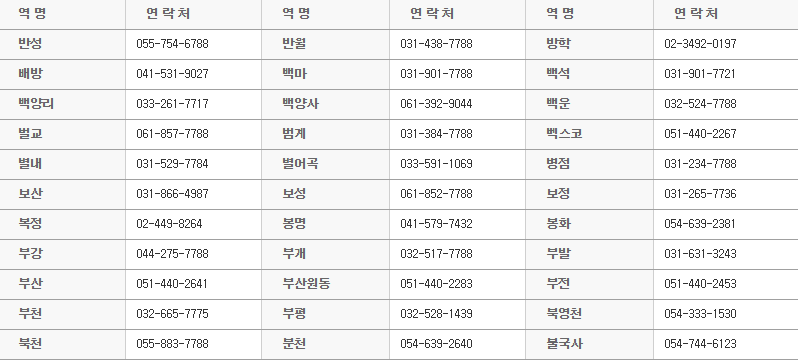 역 명 연 락 처 역 명 연 락 처 역 명 연 락 처
반성 055-754-6788 반월 031-438-7788 방학 02-3492-0197
배방 041-531-9027 백마 031-901-7788 백석 031-901-7721
백양리 033-261-7717 백양사 061-392-9044 백운 032-524-7788
벌교 061-857-7788 범계 031-384-7788 벡스코 051-440-2267
별내 031-529-7784 별어곡 033-591-1069 병점 031-234-7788
보산 031-866-4987 보성 061-852-7788 보정 031-265-7736
복정 02-449-8264 봉명 041-579-7432 봉화 054-639-2381
부강 044-275-7788 부개 032-517-7788 부발 031-631-3243
부산 051-440-2641 부산원동 051-440-2283 부전 051-440-2453
부천 032-665-7775 부평 032-528-1439 북영천 054-333-1530
북천 055-883-7788 분천 054-639-2640 불국사 054-744-6123